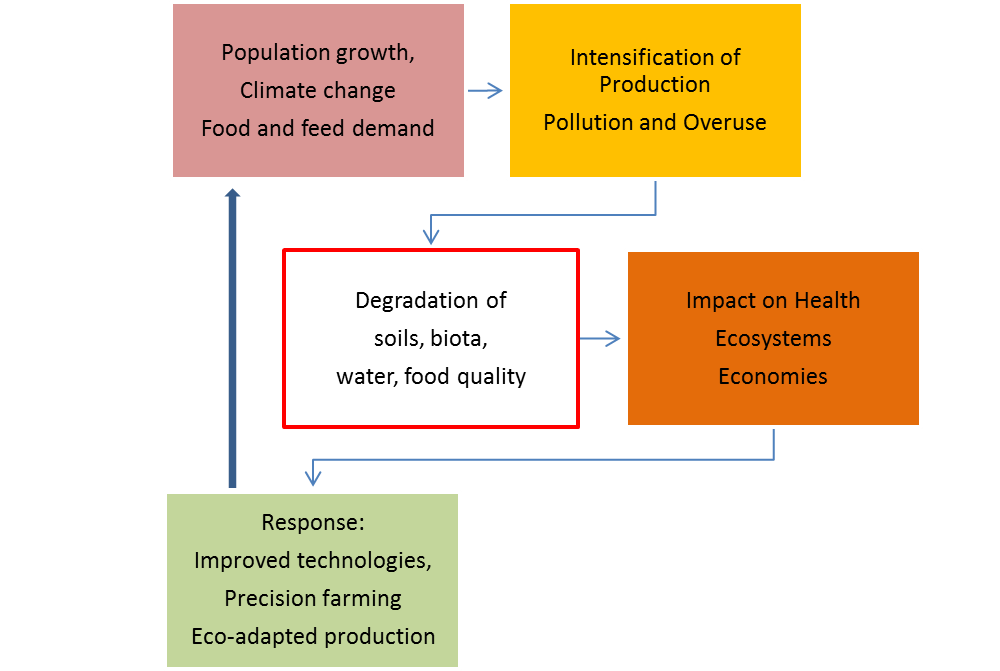 Population growth,
Climate change
Food and feed demand
Intensification of
Production
Pollution and Overuse
Degradation of
soils, biota,
water, food quality
Impact on Health
Ecosystems
Economies
Response:
Improved technologies,
Precision farming
Eco-adapted production